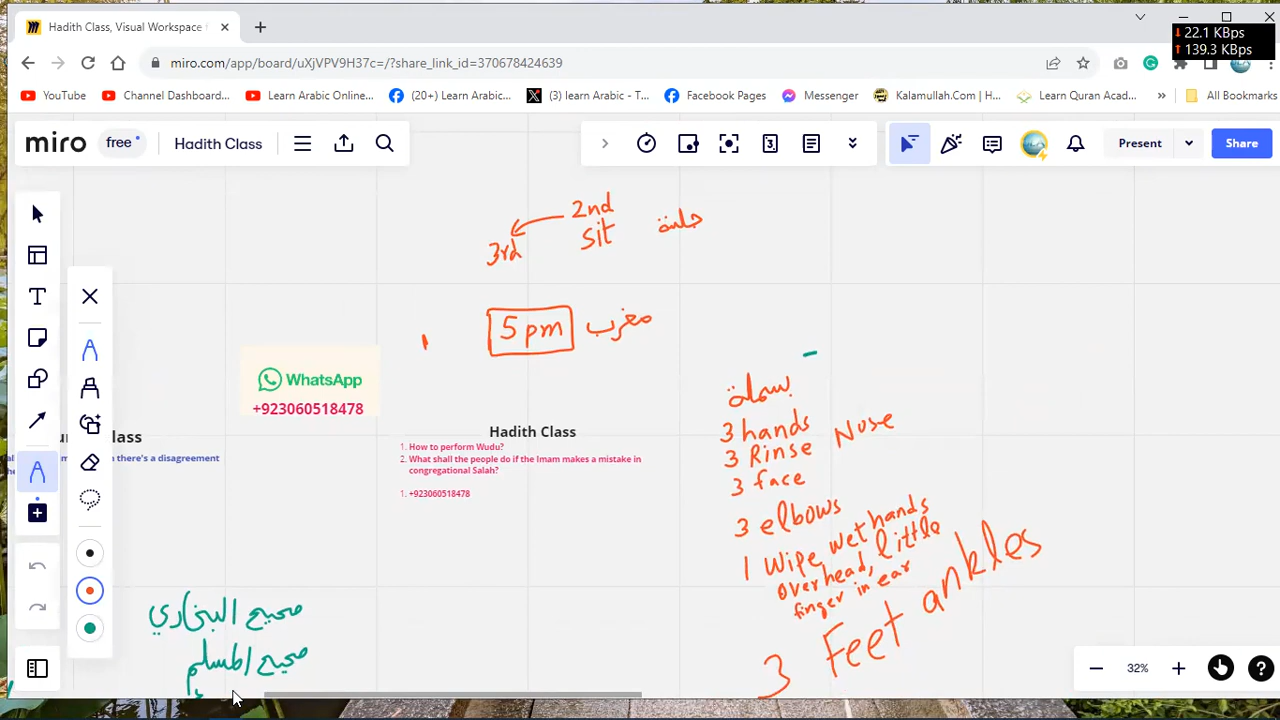 Hadith Class, Visual Workspace f
22.1 KBps
139.3 KBps
miro.com/app/board/uXjVPV9H37c=/?share_link_id=370678424639
YouTube
Channel Dashboard...
Learn Arabic Online...
(20+) Learn Arabic...
(3) learn Arabic - T...
Facebook Pages
Messenger
Kalamullah.Com | H...
Learn Quran Acade...
»
All Bookmarks
miro
free
Hadith Class
Present
Share
2nd
sit
جلسة
3rd
5 pm
مغرب
WhatsApp
+923060518478
Hadith Class
1. How to perform Wudu?
2. What shall the people do if the Imam makes a mistake in
congregational Salah?
1. +923060518478
lass
there's a disagreement
بسملة
3 hands
3 Rinse Nose
3 face
3 elbows
1 Wipe wet hands
over head, little
finger in ear
3 Feet ankles
صحيح البخاري
صحيح المسلم
32%